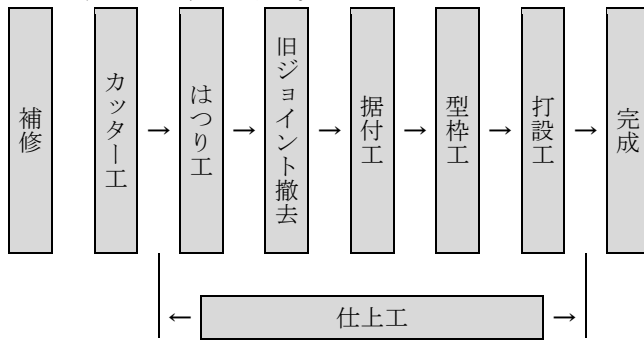 補修
カッター工
→
はつり工
→
旧ジョイント撤去
→
据付工
→
型枠工
→
打設工
→
完成
←
仕上工
→